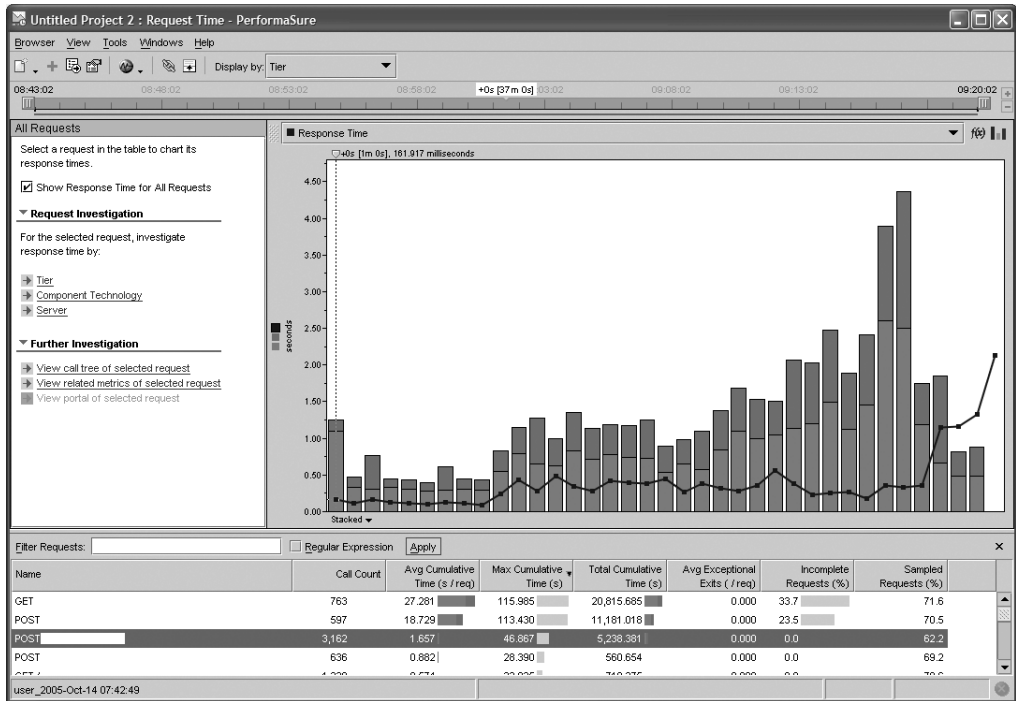 Untitled Project 2 : Request Time - PerformaSure
Browser View Tools Windows Help
Display by: Tier
08:43:02 08:48:02 08:53:02 08:58:02 +0s [37m 0s] 03:02 09:08:02 09:13:02 09:20:02
All Requests
Select a request in the table to chart its
response times.
Show Response Time for All Requests
Request Investigation
For the selected request, investigate
response time by:
Tier
Component Technology
Server
Further Investigation
View call tree of selected request
View related metrics of selected request
View portal of selected request
Response Time
f(x)
+0s [1m 0s], 161.917 milliseconds
4.50
4.00
3.50
3.00
2.50
2.00
1.50
1.00
0.50
0.00
seconds
Stacked
Filter Requests: Regular Expression Apply
Name Call Count Avg Cumulative Time (s / req) Max Cumulative Time (s) Total Cumulative Time (s) Avg Exceptional Exits ( / req) Incomplete Requests (%) Sampled Requests (%)
GET 763 27.281 115.985 20,815.685 0.000 33.7 71.6
POST 597 18.729 113.430 11,181.018 0.000 23.5 70.5
POST 3,162 1.657 46.867 5,238.381 0.000 0.0 62.2
POST 636 0.882 28.390 560.654 0.000 0.0 69.2
user_2005-Oct-14 07:42:49